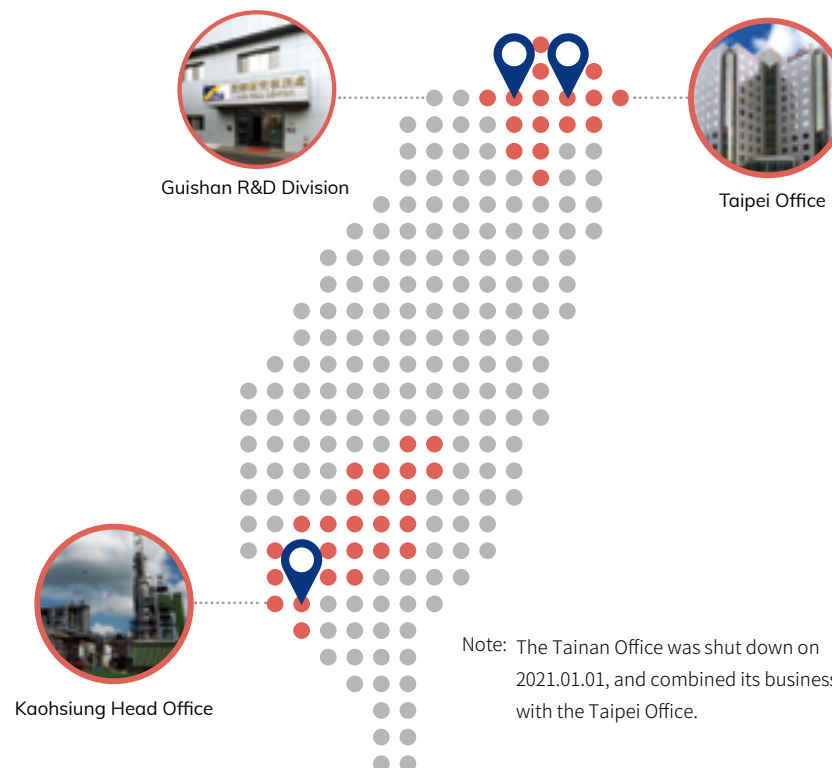 Guishan R&D Division
Taipei Office
Kaohsiung Head Office
Note: The Tainan Office was shut down on
2021.01.01, and combined its business
with the Taipei Office.